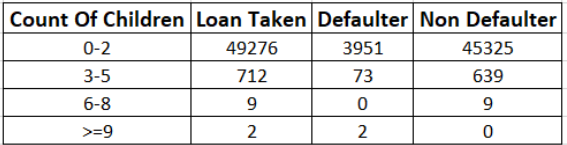 Count Of Children Loan Taken Defaulter Non Defaulter
0-2 49276 3951 45325
3-5 712 73 639
6-8 9 0 9
>=9 2 2 0